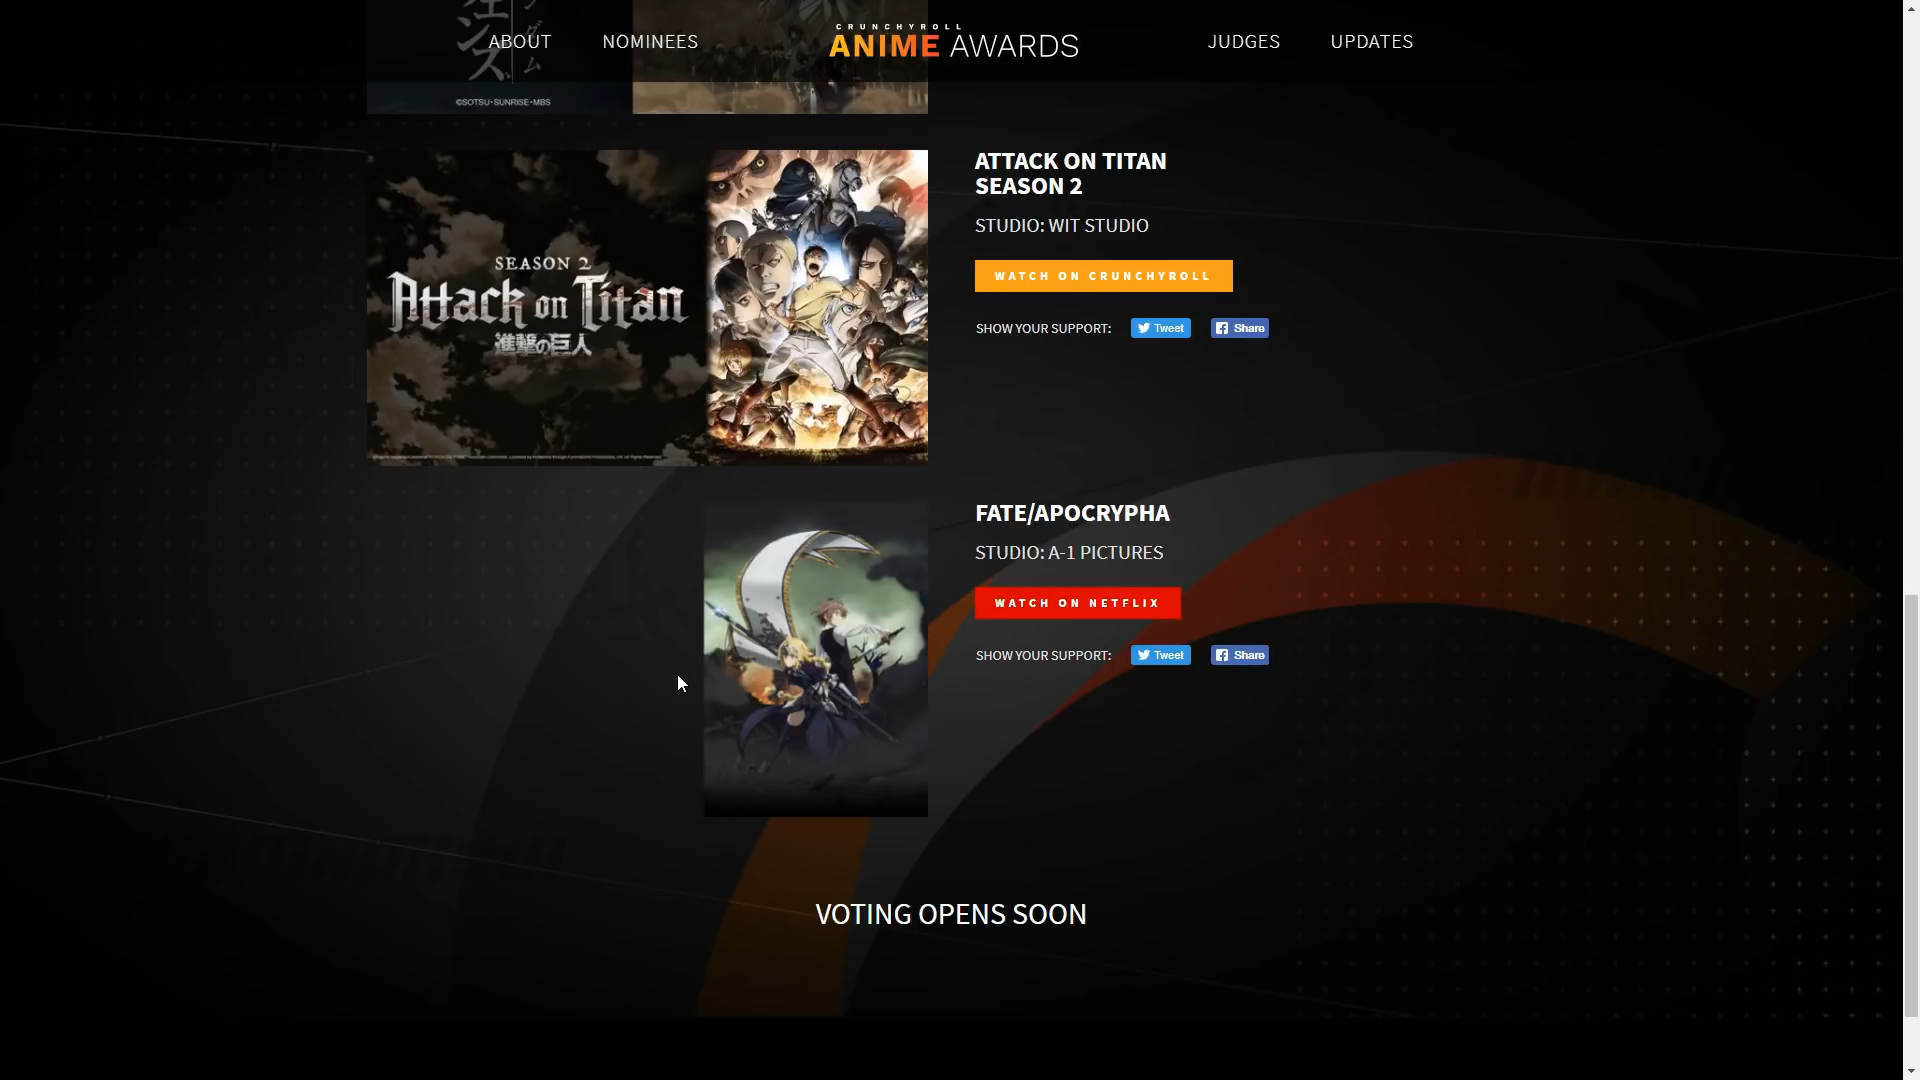 CRUNCHYROLL
ABOUT NOMINEES ANIME AWARDS JUDGES UPDATES
©SOTSU・SUNRISE・MBS
ATTACK ON TITAN
SEASON 2
STUDIO: WIT STUDIO
WATCH ON CRUNCHYROLL
SHOW YOUR SUPPORT: Tweet Share
SEASON 2
Attack on Titan
進撃の巨人
FATE/APOCRYPHA
STUDIO: A-1 PICTURES
WATCH ON NETFLIX
SHOW YOUR SUPPORT: Tweet Share
VOTING OPENS SOON